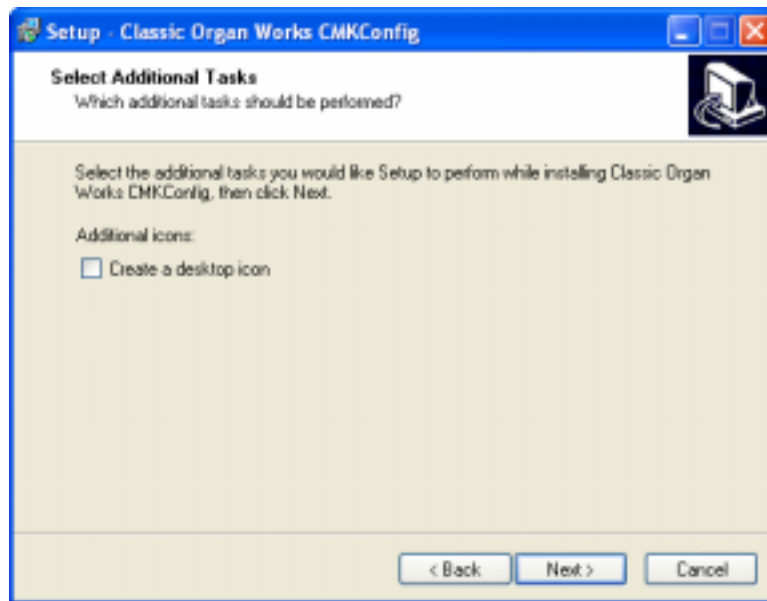 Setup - Classic Organ Works CMKConfig
Select Additional Tasks
Which additional tasks should be performed?
Select the additional tasks you would like Setup to perform while installing Classic Organ
Works CMKConfig, then click Next.
Additional icons:
Create a desktop icon
< Back
Next >
Cancel